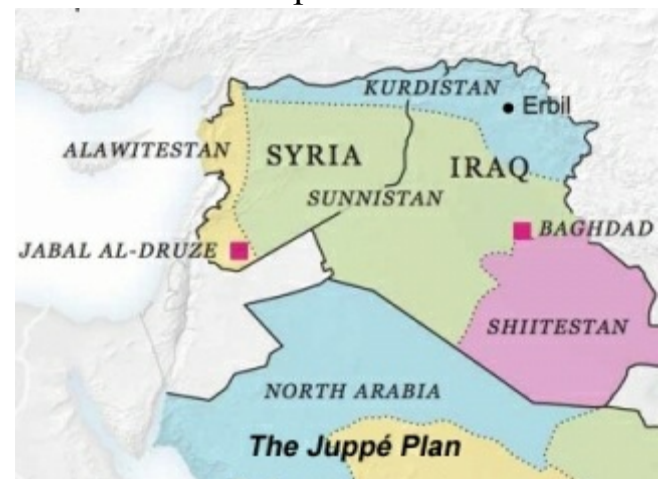 KURDISTAN
Erbil
ALAWITESTAN
SYRIA
IRAQ
SUNNISTAN
BAGHDAD
JABAL AL-DRUZE
SHIITESTAN
NORTH ARABIA
The Juppé Plan